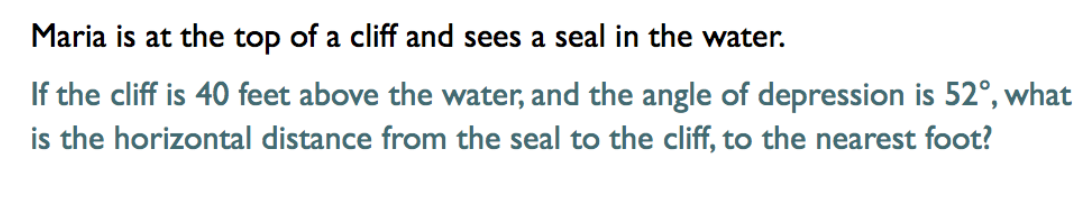 Maria is at the top of a cliff and sees a seal in the water.
If the cliff is 40 feet above the water, and the angle of depression is 52°, what
is the horizontal distance from the seal to the cliff, to the nearest foot?